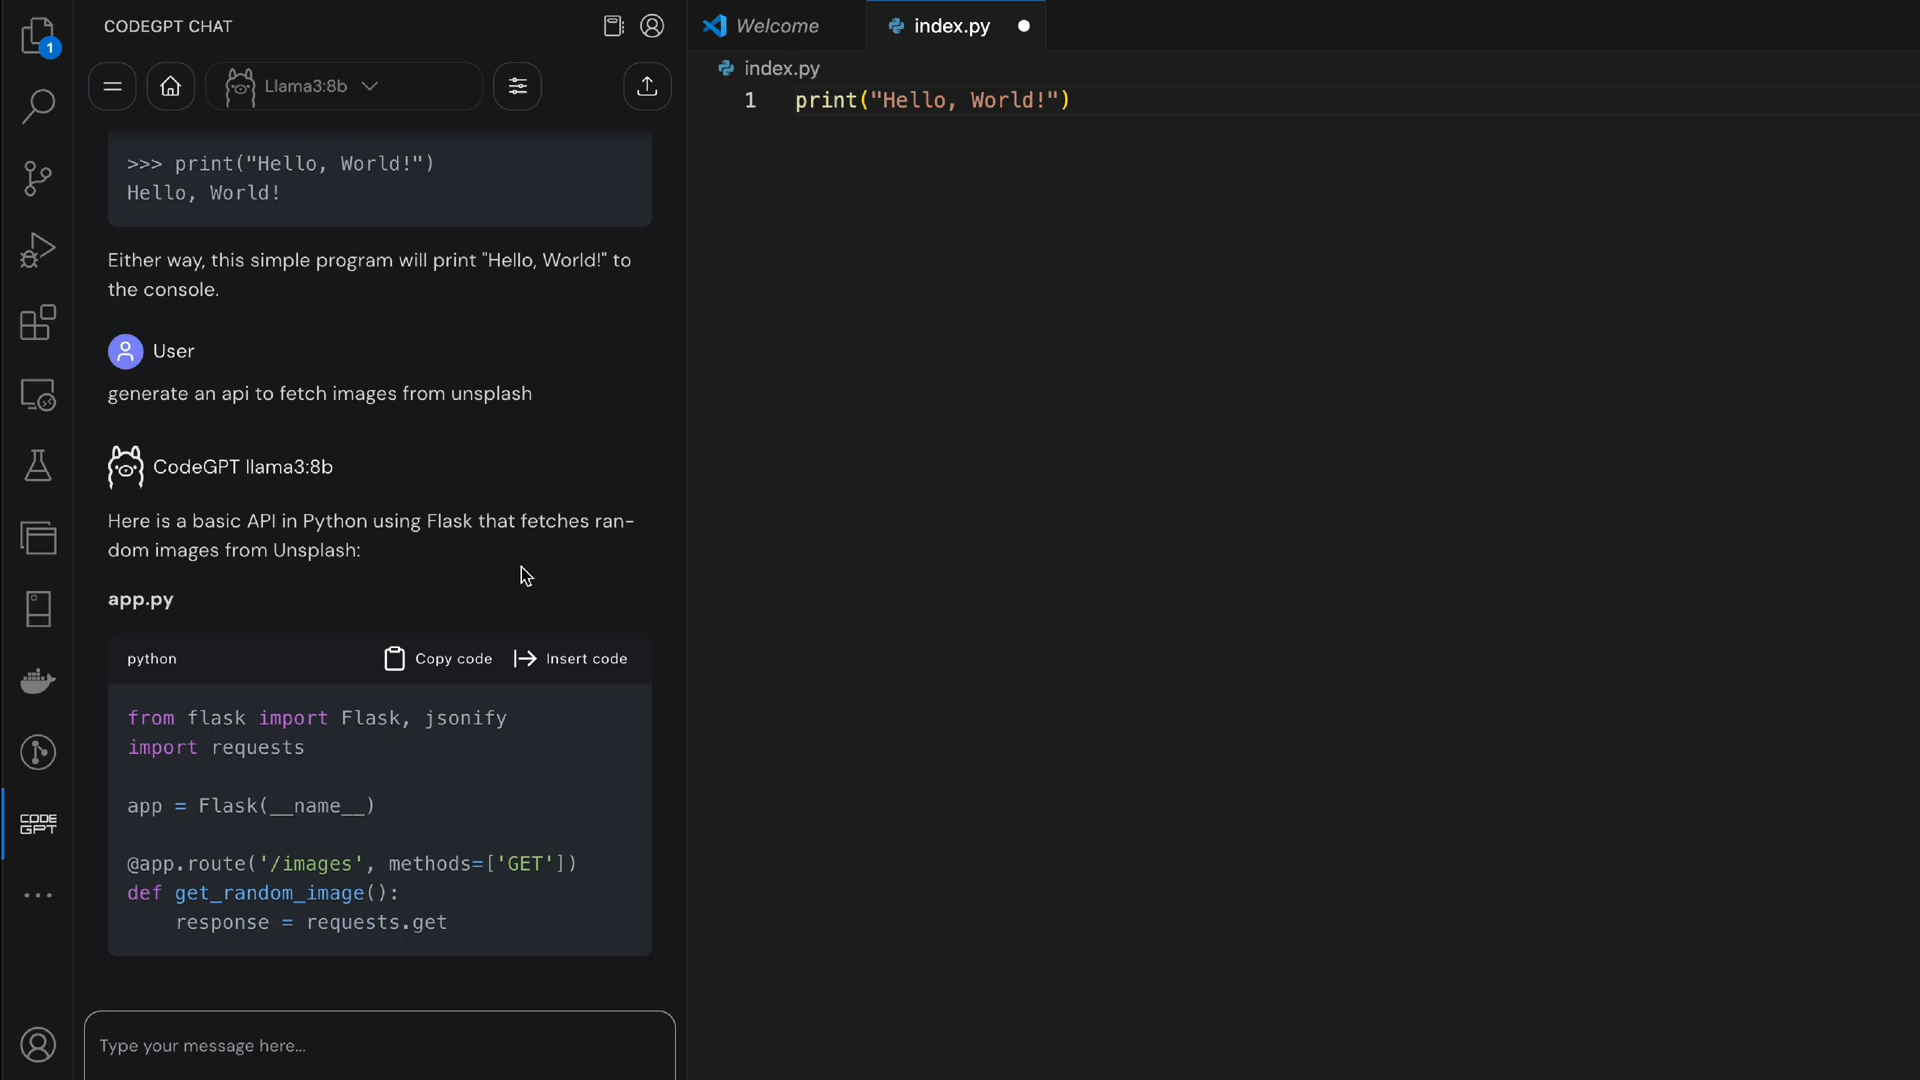 CODEGPT CHAT
Llama3:8b
>>> print("Hello, World!")
Hello, World!
Either way, this simple program will print "Hello, World!" to
the console.
User
generate an api to fetch images from unsplash
CodeGPT llama3:8b
Here is a basic API in Python using Flask that fetches ran-
dom images from Unsplash:
app.py
python
Copy code
Insert code
from flask import Flask, jsonify
import requests
app = Flask(__name__)
@app.route('/images', methods=['GET'])
def get_random_image():
    response = requests.get
Type your message here...
1
CODE
GPT
Welcome
index.py
index.py
1 print("Hello, World!")